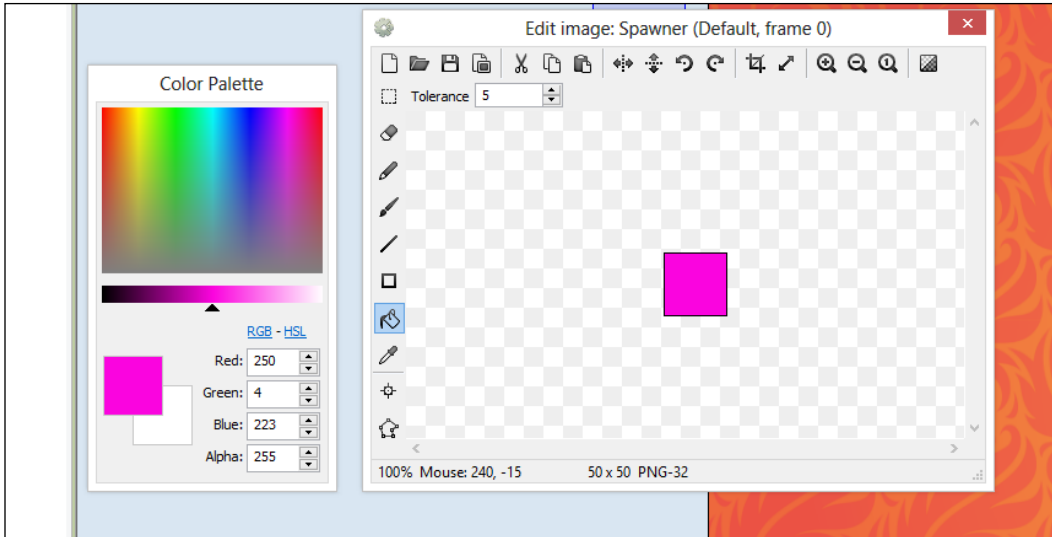 Edit image: Spawner (Default, frame 0)
Color Palette
Tolerance 5
RGB - HSL
Red: 250
Green: 4
Blue: 223
Alpha: 255
100% Mouse: 240, -15 50 x 50 PNG-32